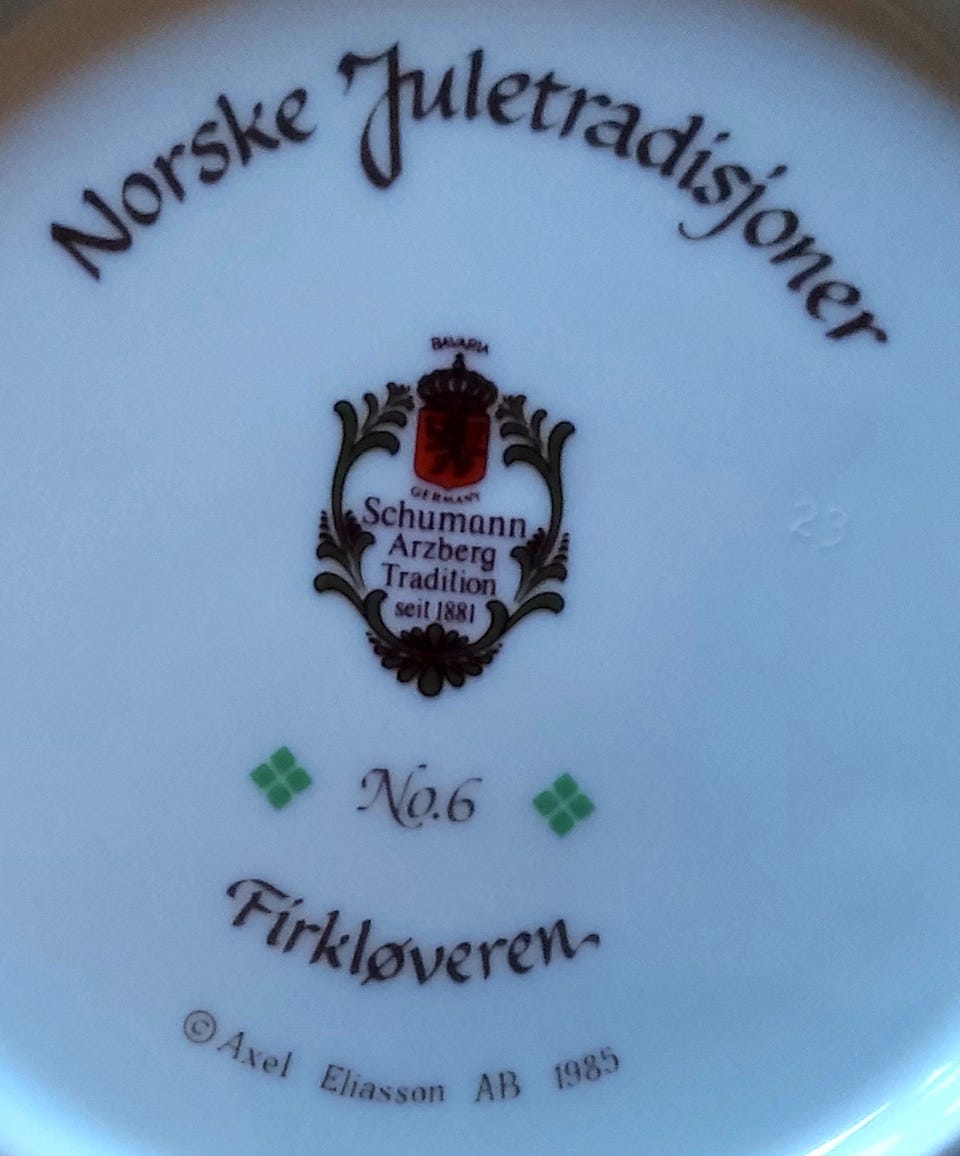 Norske Juletradisjoner
BAVARIA
GERMANY
Schumann
Arzberg
Tradition
seit 1881
23
No.6
Firkløveren
©Axel Eliasson AB 1985